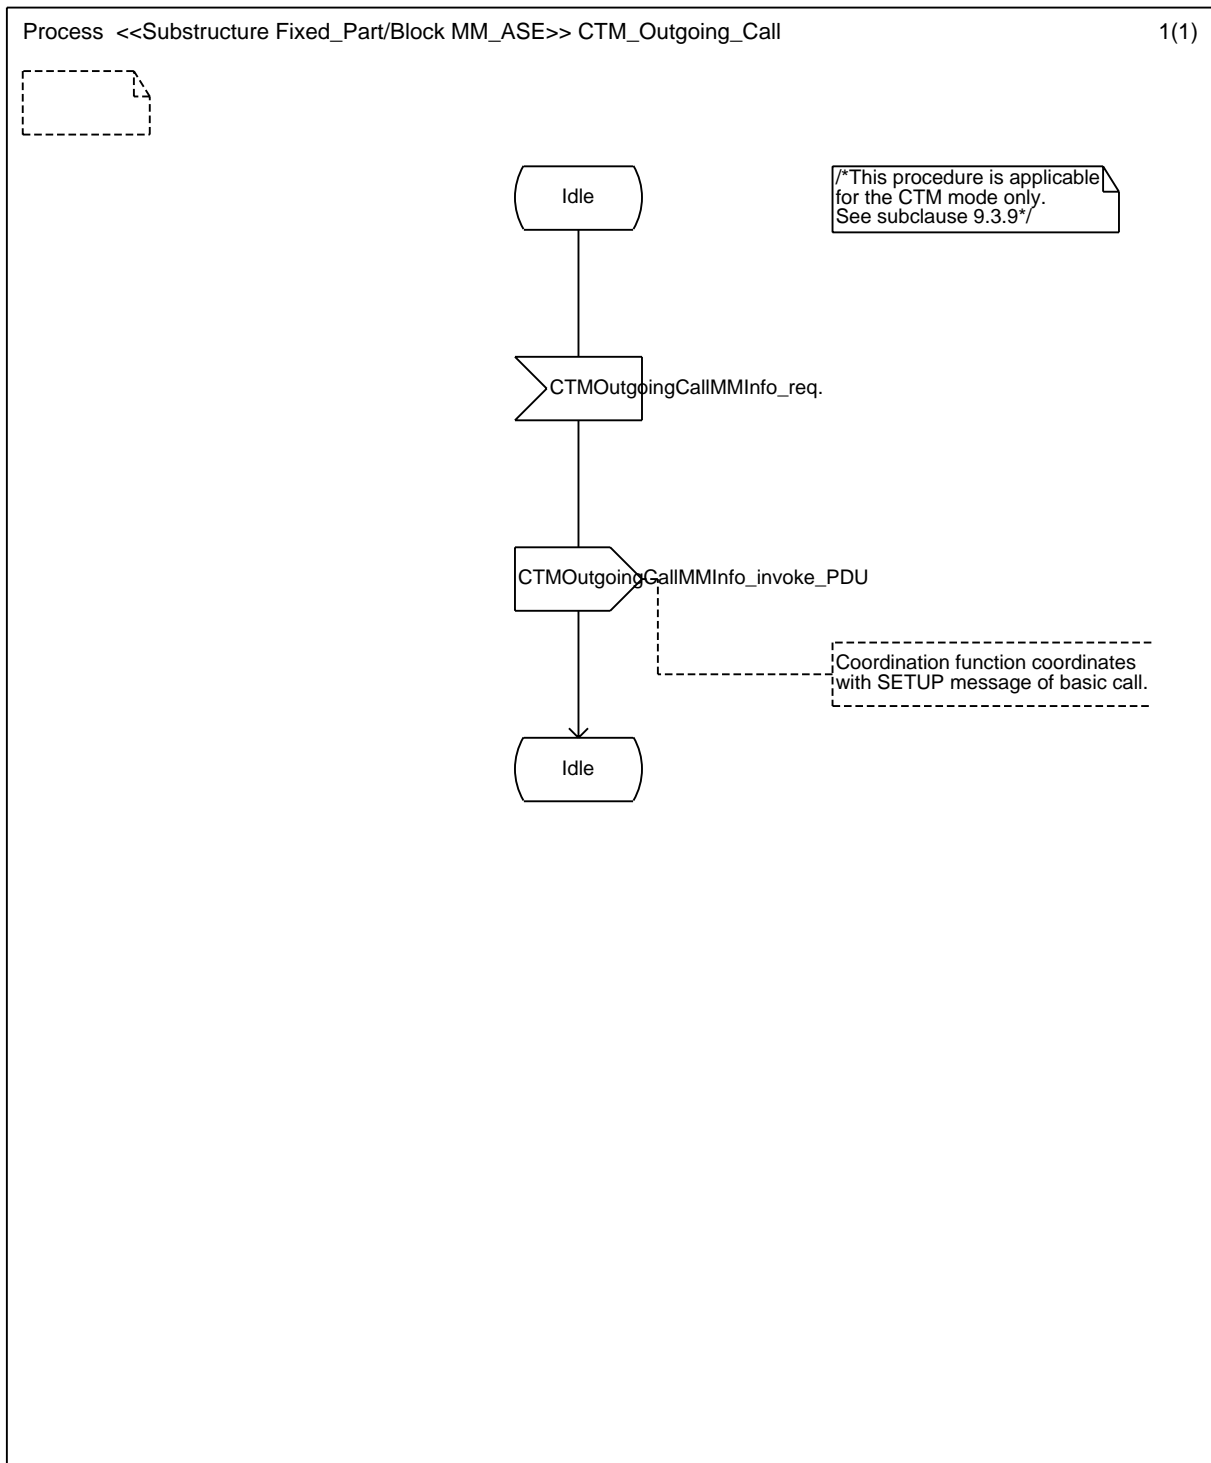 Process <<Substructure Fixed_Part/Block MM_ASE>> CTM_Outgoing_Call 1(1)
Idle
/*This procedure is applicable
for the CTM mode only.
See subclause 9.3.9*/
CTMOutgoingCallMMInfo_req.
CTMOutgoingCallMMInfo_invoke_PDU
Coordination function coordinates
with SETUP message of basic call.
Idle